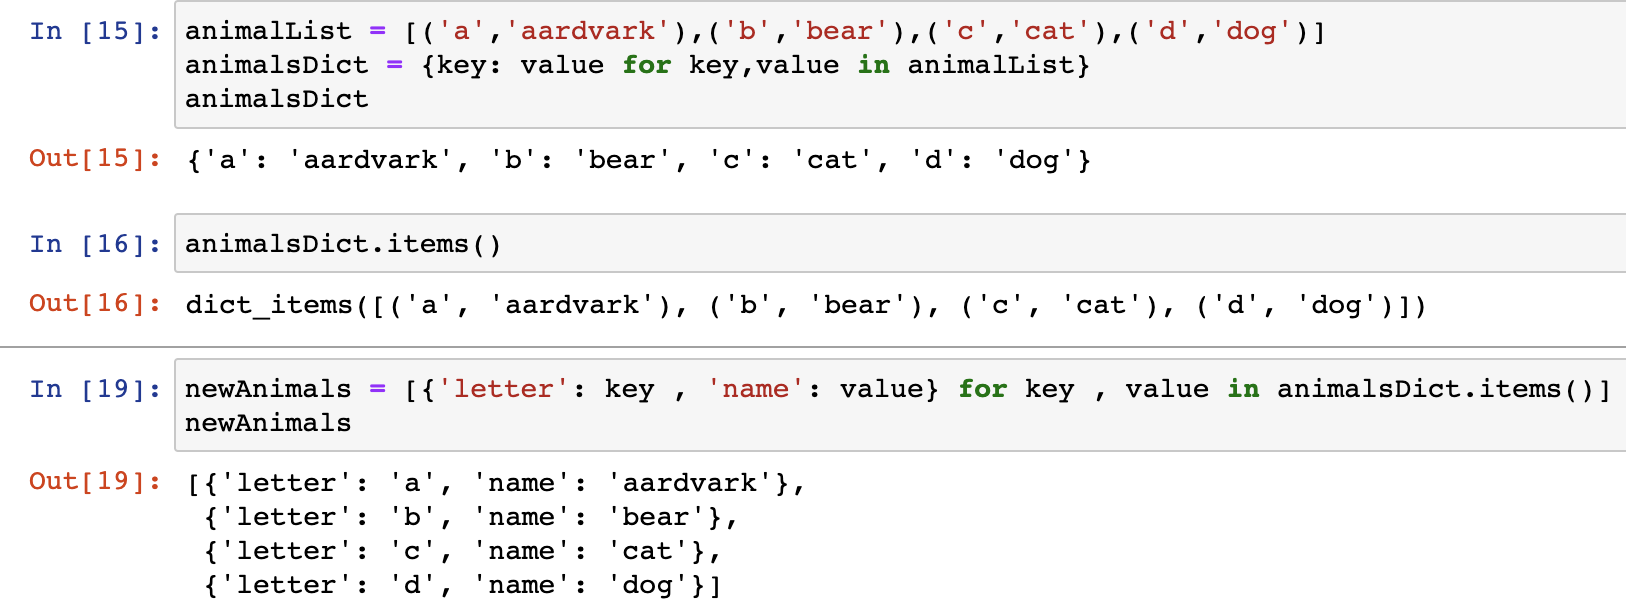 In [15]: animalList = [('a','aardvark'),('b','bear'),('c','cat'),('d','dog')]
animalsDict = {key: value for key,value in animalList}
animalsDict
Out[15]: {'a': 'aardvark', 'b': 'bear', 'c': 'cat', 'd': 'dog'}
In [16]: animalsDict.items()
Out[16]: dict_items([('a', 'aardvark'), ('b', 'bear'), ('c', 'cat'), ('d', 'dog')])
In [19]: newAnimals = [{'letter': key , 'name': value} for key , value in animalsDict.items()]
newAnimals
Out[19]: [{'letter': 'a', 'name': 'aardvark'},
{'letter': 'b', 'name': 'bear'},
{'letter': 'c', 'name': 'cat'},
{'letter': 'd', 'name': 'dog'}]